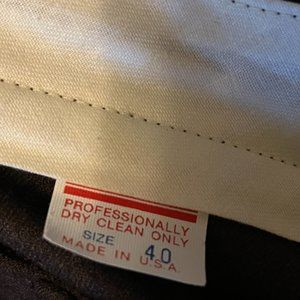 PROFESSIONALLY
DRY CLEAN ONLY
SIZE 40
MADE IN U.S.A.